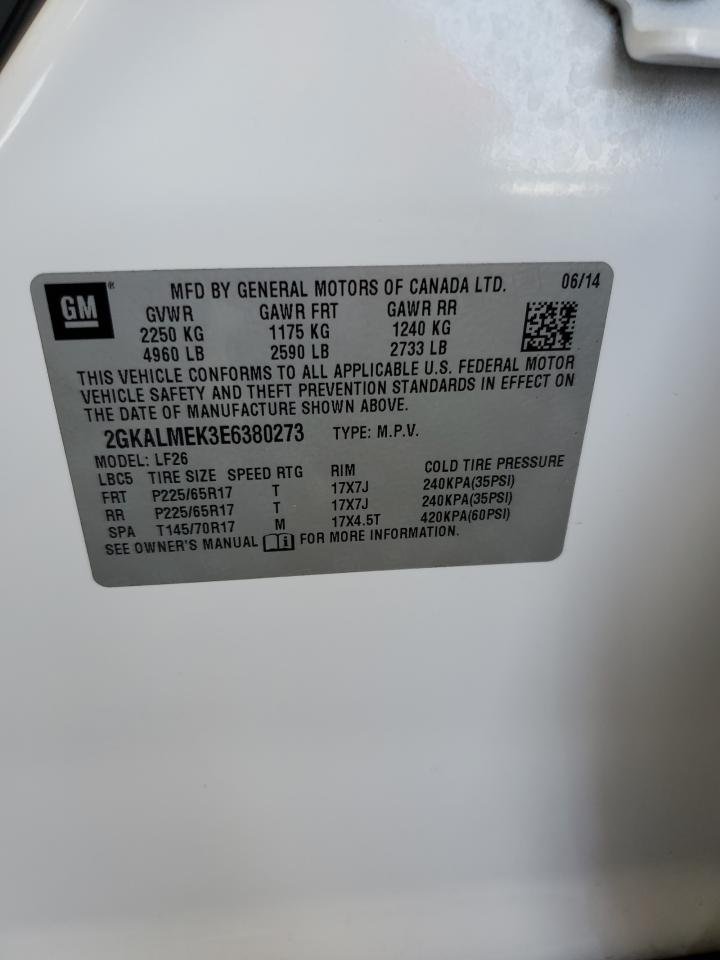 GM ® MFD BY GENERAL MOTORS OF CANADA LTD. 06/14
GVWR GAWR FRT GAWR RR
2250 KG 1175 KG 1240 KG
4960 LB 2590 LB 2733 LB
THIS VEHICLE CONFORMS TO ALL APPLICABLE U.S. FEDERAL MOTOR
VEHICLE SAFETY AND THEFT PREVENTION STANDARDS IN EFFECT ON
THE DATE OF MANUFACTURE SHOWN ABOVE.
2GKALMEK3E6380273 TYPE: M.P.V.
MODEL: LF26
LBC5 TIRE SIZE SPEED RTG RIM COLD TIRE PRESSURE
FRT P225/65R17 T 17X7J 240KPA(35PSI)
RR P225/65R17 T 17X7J 240KPA(35PSI)
SPA T145/70R17 M 17X4.5T 420KPA(60PSI)
SEE OWNER'S MANUAL i FOR MORE INFORMATION.